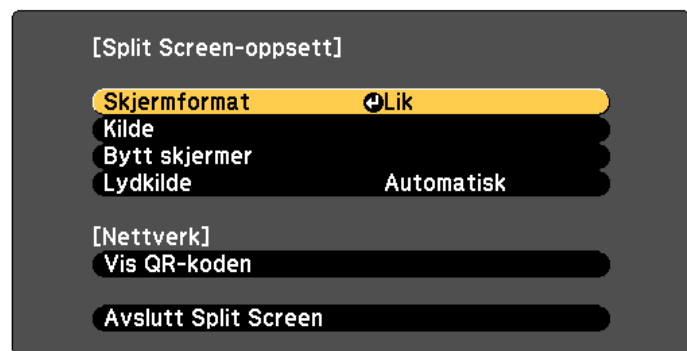 [Split Screen-oppsett]
Skjermformat Lik
Kilde
Bytt skjermer
Lydkilde Automatisk
[Nettverk]
Vis QR-koden
Avslutt Split Screen